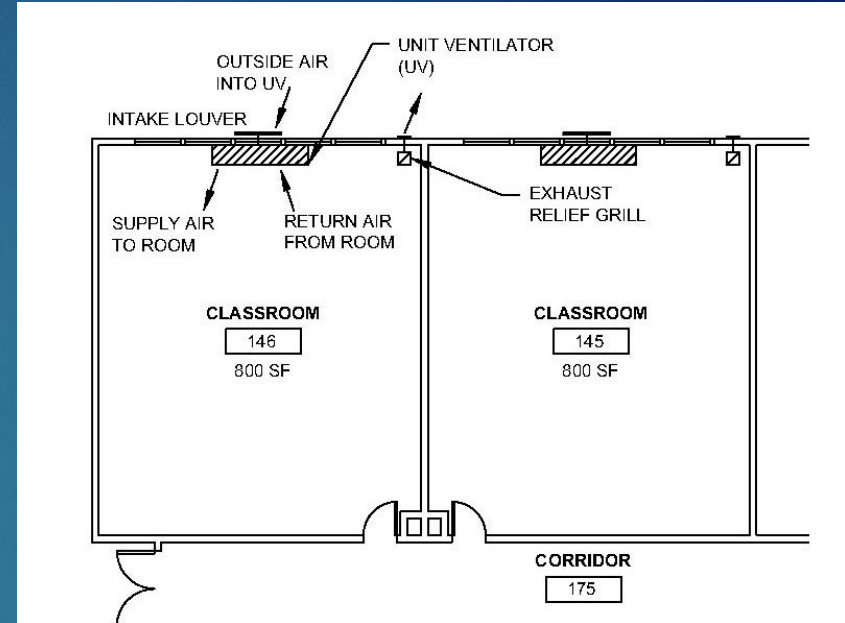 OUTSIDE AIR
INTO UV
UNIT VENTILATOR
(UV)
INTAKE LOUVER
SUPPLY AIR
TO ROOM
RETURN AIR
FROM ROOM
EXHAUST
RELIEF GRILL
CLASSROOM
146
800 SF
CLASSROOM
145
800 SF
CORRIDOR
175